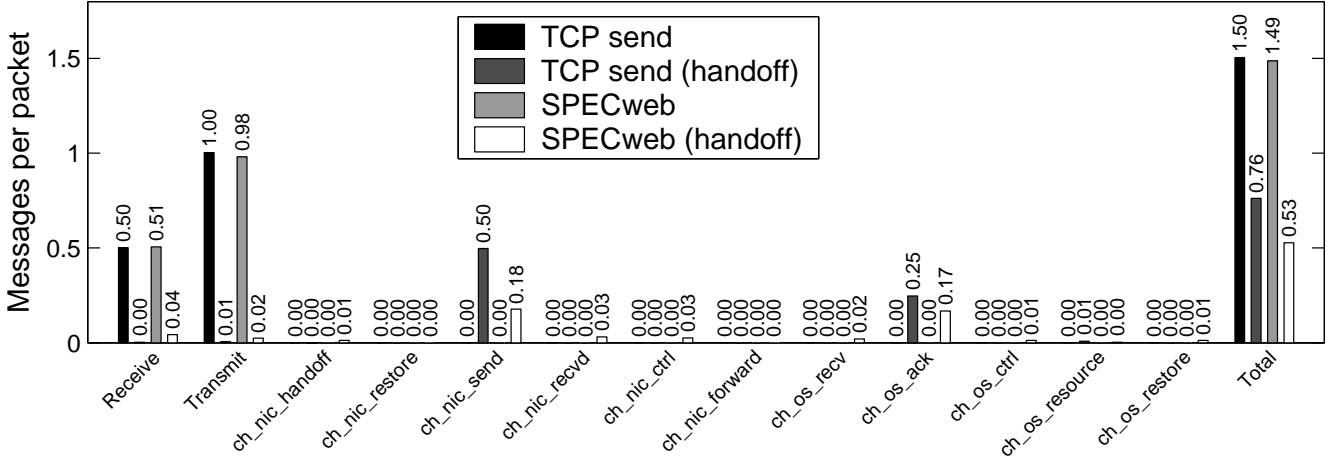 Messages per packet
1.5
1
0.5
0
TCP send
TCP send (handoff)
SPECweb
SPECweb (handoff)
0.50 0.00 0.51 0.04
1.00 0.01 0.98 0.02
0.00 0.00 0.00 0.01
0.00 0.00 0.00 0.00
0.00 0.50 0.00 0.18
0.00 0.00 0.00 0.03
0.00 0.00 0.00 0.03
0.00 0.00 0.00 0.00
0.00 0.00 0.00 0.02
0.00 0.25 0.00 0.17
0.00 0.00 0.00 0.01
0.00 0.01 0.00 0.00
0.00 0.00 0.00 0.01
1.50 0.76 1.49 0.53
Receive
Transmit
ch_nic_handoff
ch_nic_restore
ch_nic_send
ch_nic_recvd
ch_nic_ctrl
ch_nic_forward
ch_os_recv
ch_os_ack
ch_os_ctrl
ch_os_resource
ch_os_restore
Total